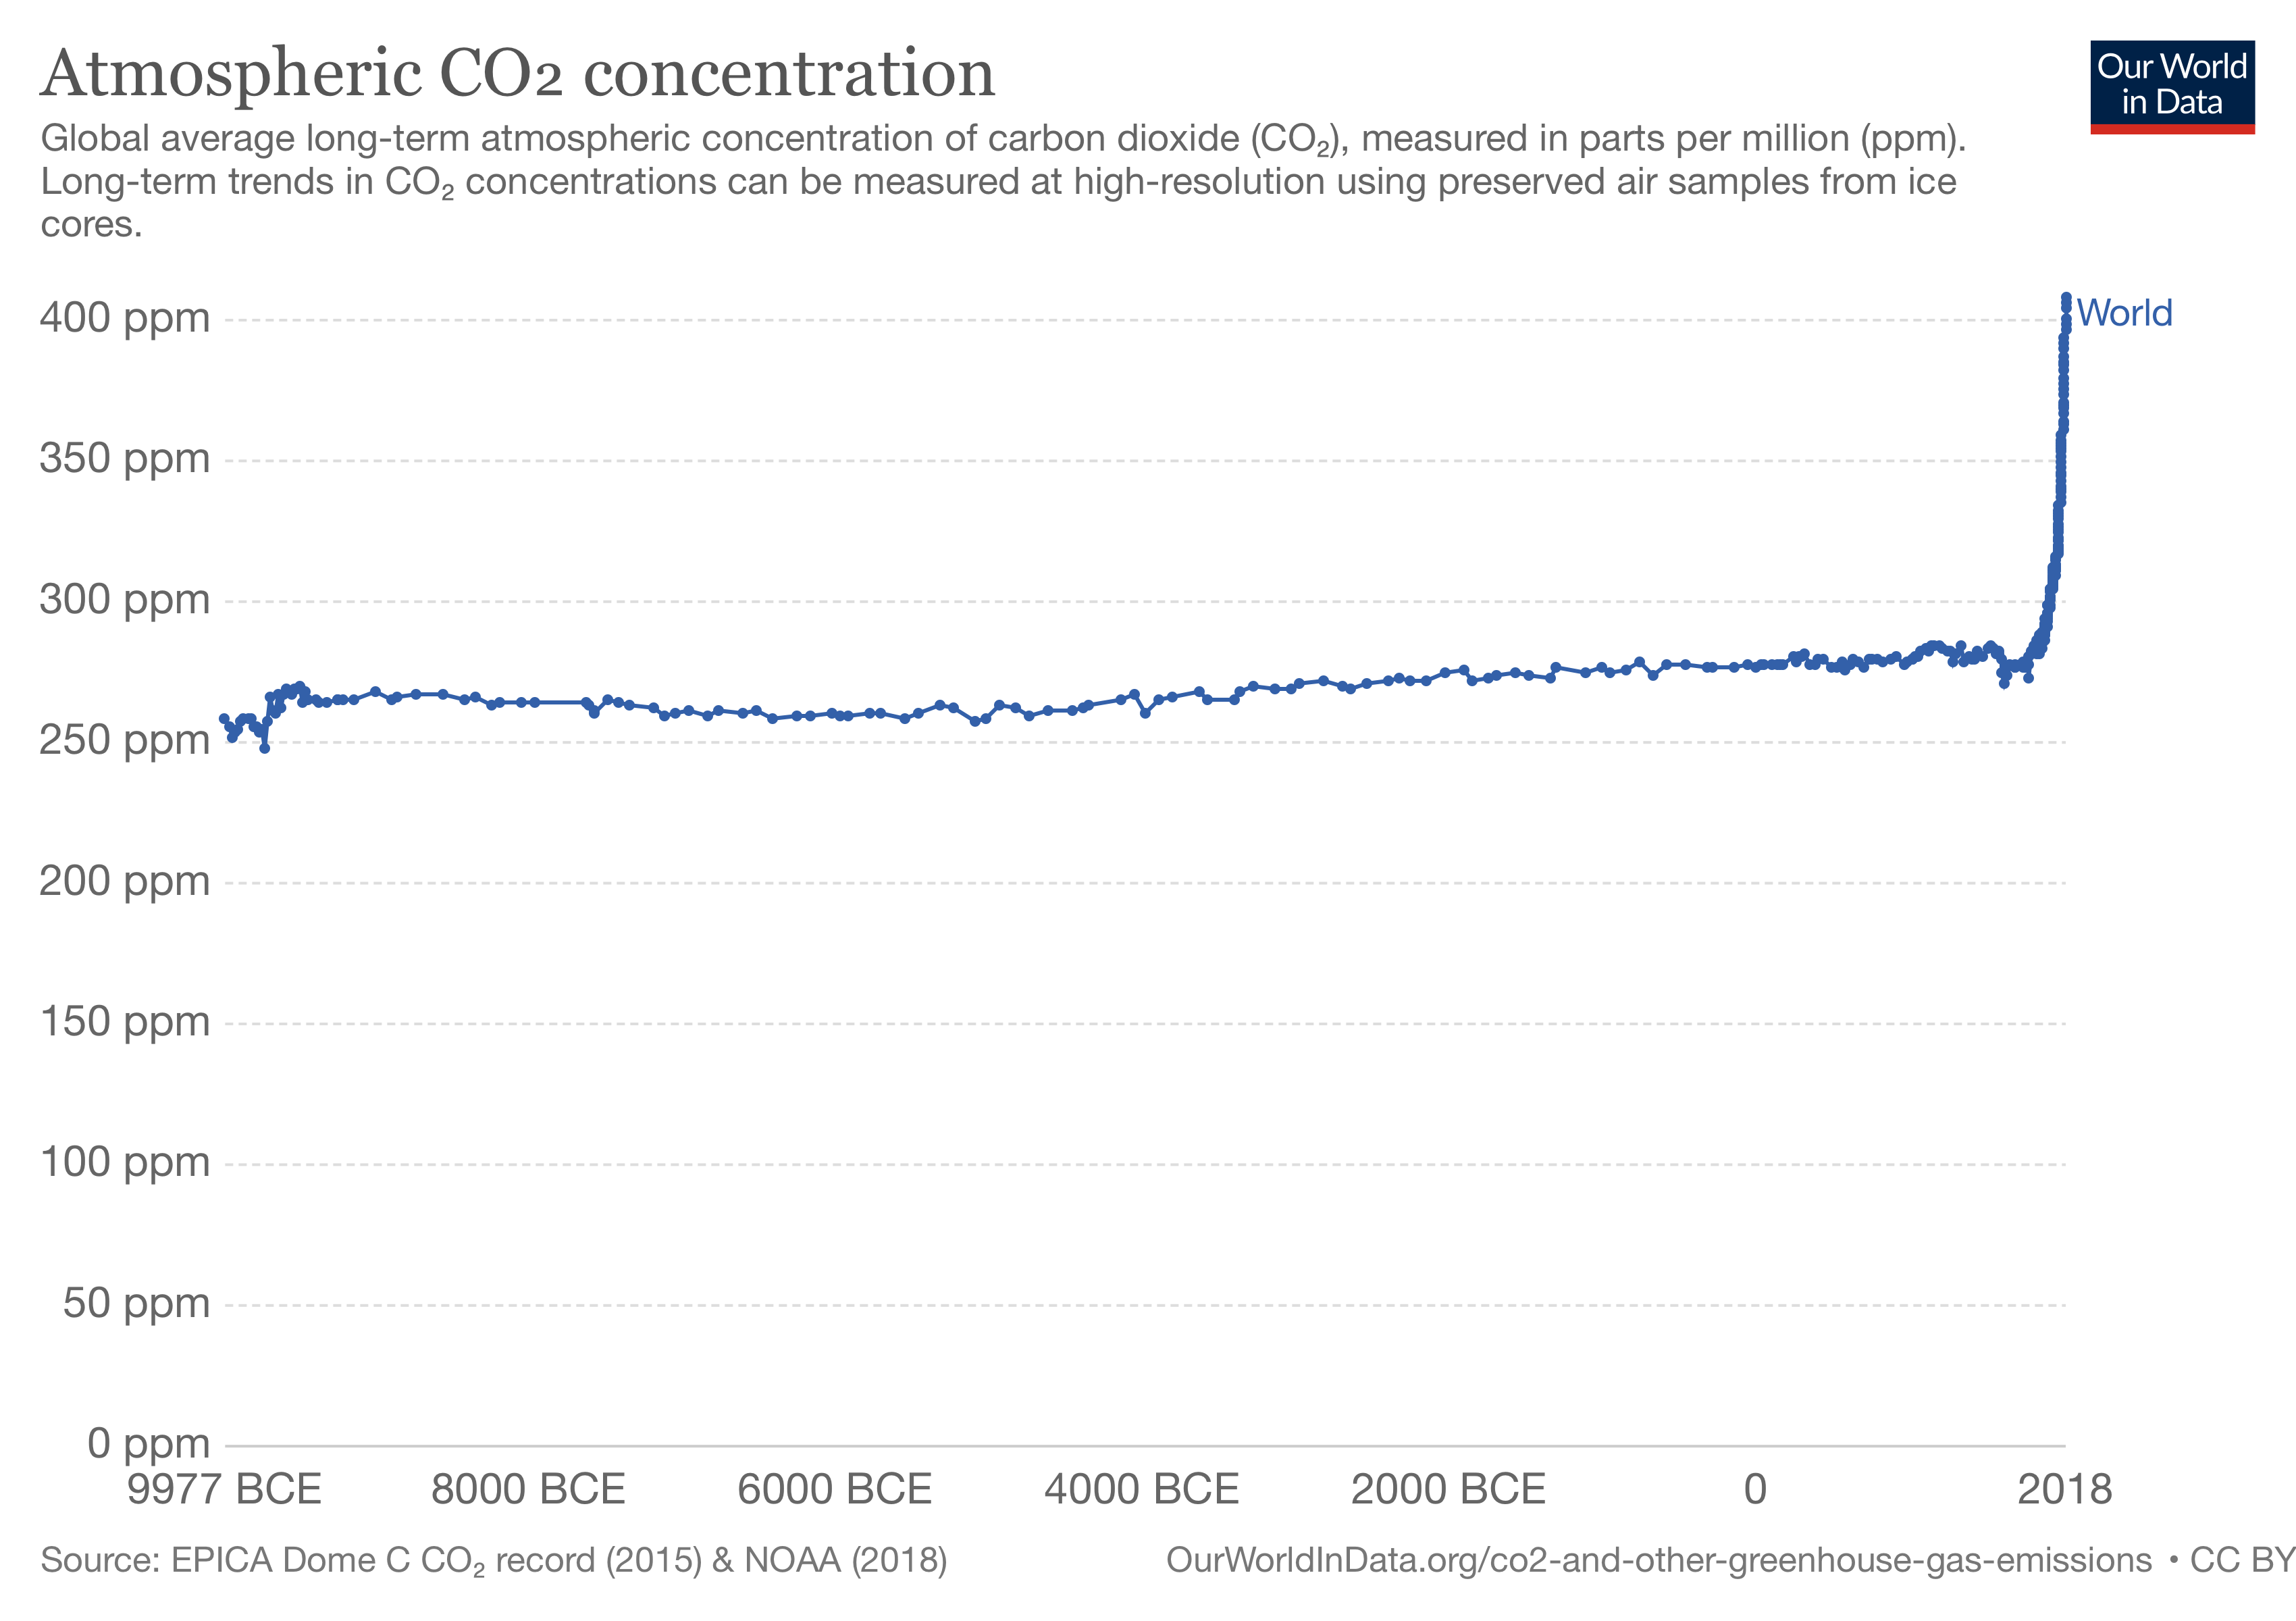 Atmospheric CO2 concentration
Our World
in Data
Global average long-term atmospheric concentration of carbon dioxide (CO₂), measured in parts per million (ppm).
Long-term trends in CO₂ concentrations can be measured at high-resolution using preserved air samples from ice
cores.
400 ppm
World
350 ppm
300 ppm
250 ppm
200 ppm
150 ppm
100 ppm
50 ppm
0 ppm
9977 BCE 8000 BCE 6000 BCE 4000 BCE 2000 BCE 0 2018
Source: EPICA Dome C CO₂ record (2015) & NOAA (2018) OurWorldInData.org/co2-and-other-greenhouse-gas-emissions • CC BY